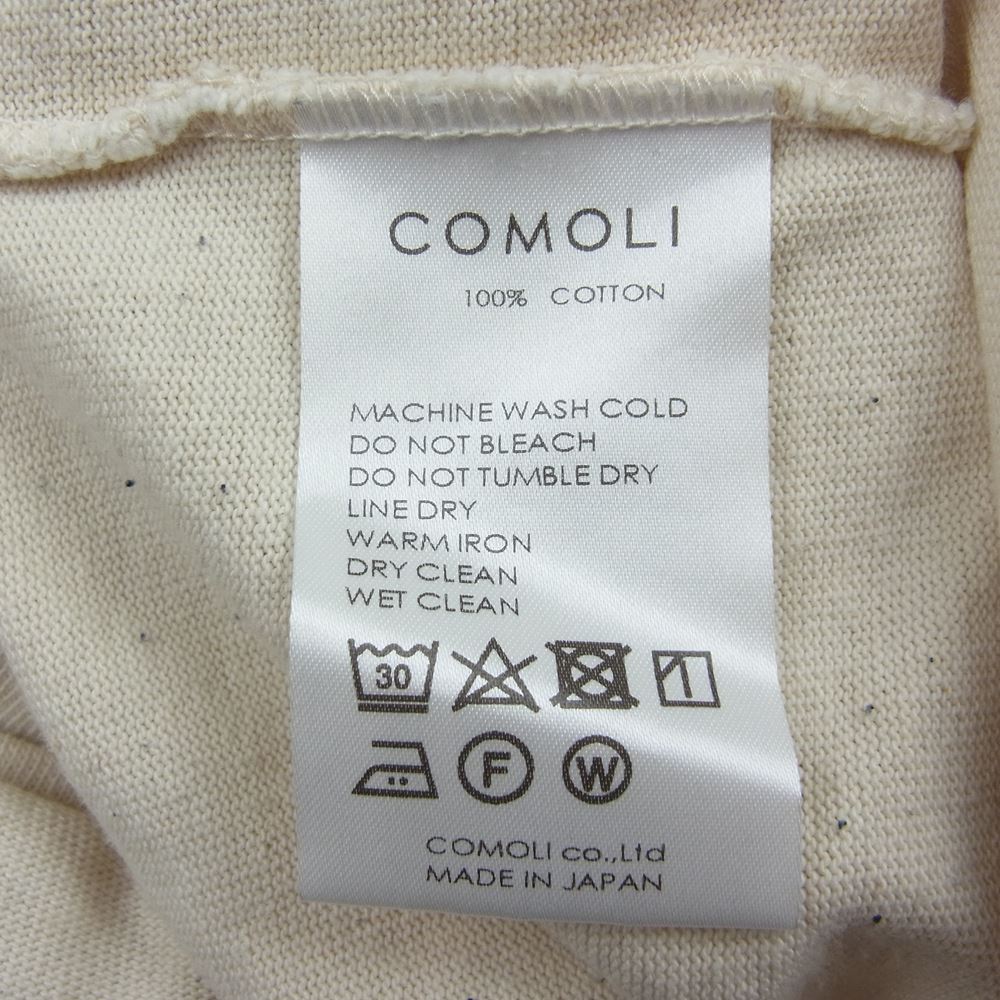 COMOLI
100% COTTON
MACHINE WASH COLD
DO NOT BLEACH
DO NOT TUMBLE DRY
LINE DRY
WARM IRON
DRY CLEAN
WET CLEAN
30
F W
COMOLI co.,Ltd
MADE IN JAPAN